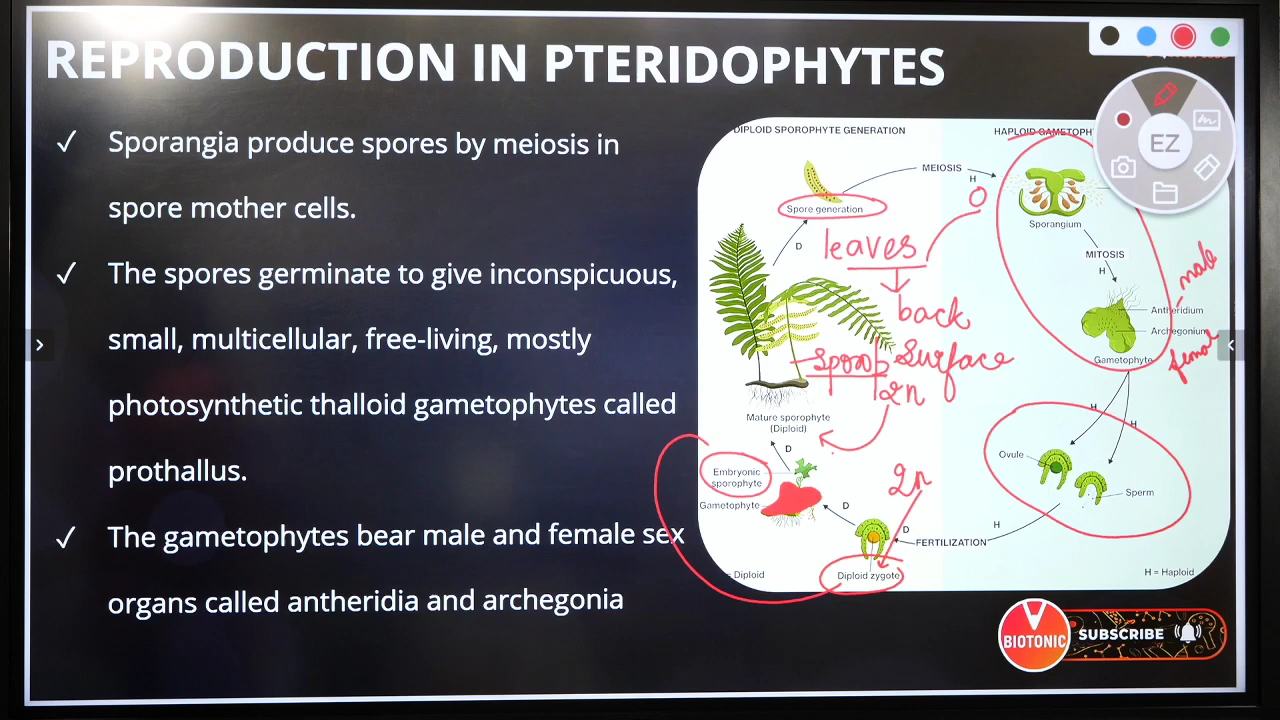 REPRODUCTION IN PTERIDOPHYTES
✓ Sporangia produce spores by meiosis in
spore mother cells.
✓ The spores germinate to give inconspicuous,
small, multicellular, free-living, mostly
photosynthetic thalloid gametophytes called
prothallus.
✓ The gametophytes bear male and female sex
organs called antheridia and archegonia
DIPLOID SPOROPHYTE GENERATION
HAPLOID GAMETOPH
MEIOSIS
H
Spore generation
D
Sporangium
MITOSIS
H
Antheridium
Archegonium
Gametophyte
male
female
leaves
back
surface
2n
Mature sporophyte
(Diploid)
D
Embryonic
sporophyte
Gametophyte
D
2n
D
FERTILIZATION
H
H
H
Ovule
Sperm
Diploid zygote
= Diploid
H = Haploid
EZ
BIOTONIC
SUBSCRIBE